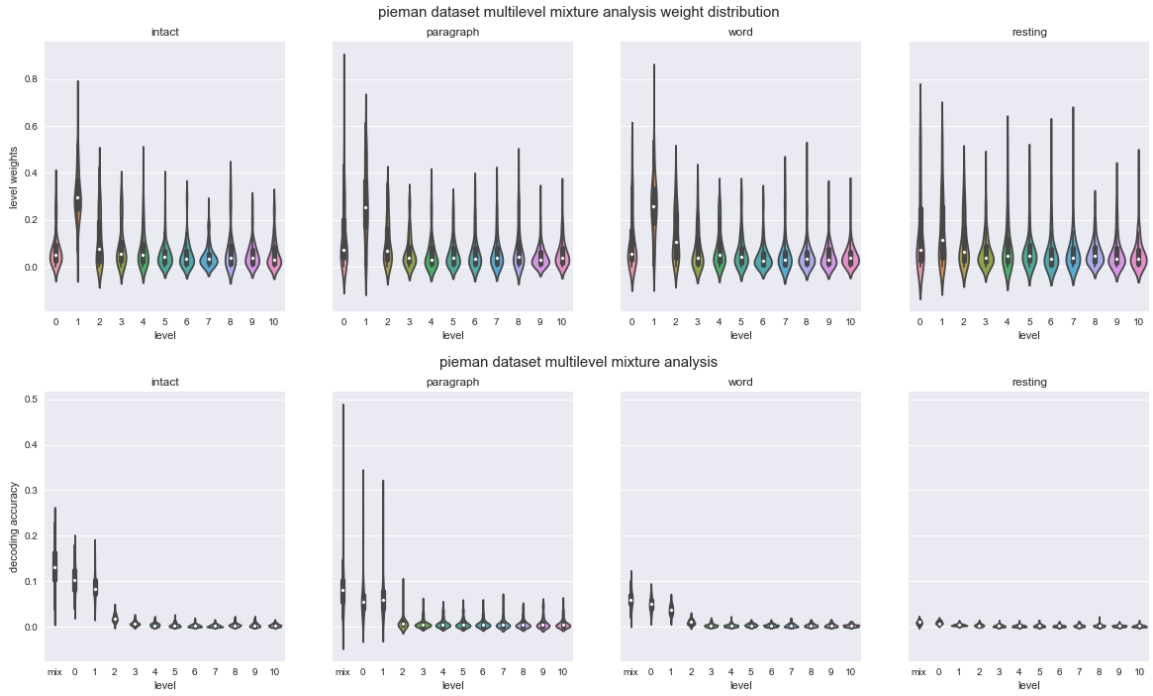 pieman dataset multilevel mixture analysis weight distribution
intact paragraph word resting
0.8
0.6
0.4
0.2
0.0
level weights
0 1 2 3 4 5 6 7 8 9 10 0 1 2 3 4 5 6 7 8 9 10 0 1 2 3 4 5 6 7 8 9 10 0 1 2 3 4 5 6 7 8 9 10
level level level level
pieman dataset multilevel mixture analysis
intact paragraph word resting
0.5
0.4
0.3
0.2
0.1
0.0
decoding accuracy
mix 0 1 2 3 4 5 6 7 8 9 10 mix 0 1 2 3 4 5 6 7 8 9 10 mix 0 1 2 3 4 5 6 7 8 9 10 mix 0 1 2 3 4 5 6 7 8 9 10
level level level level